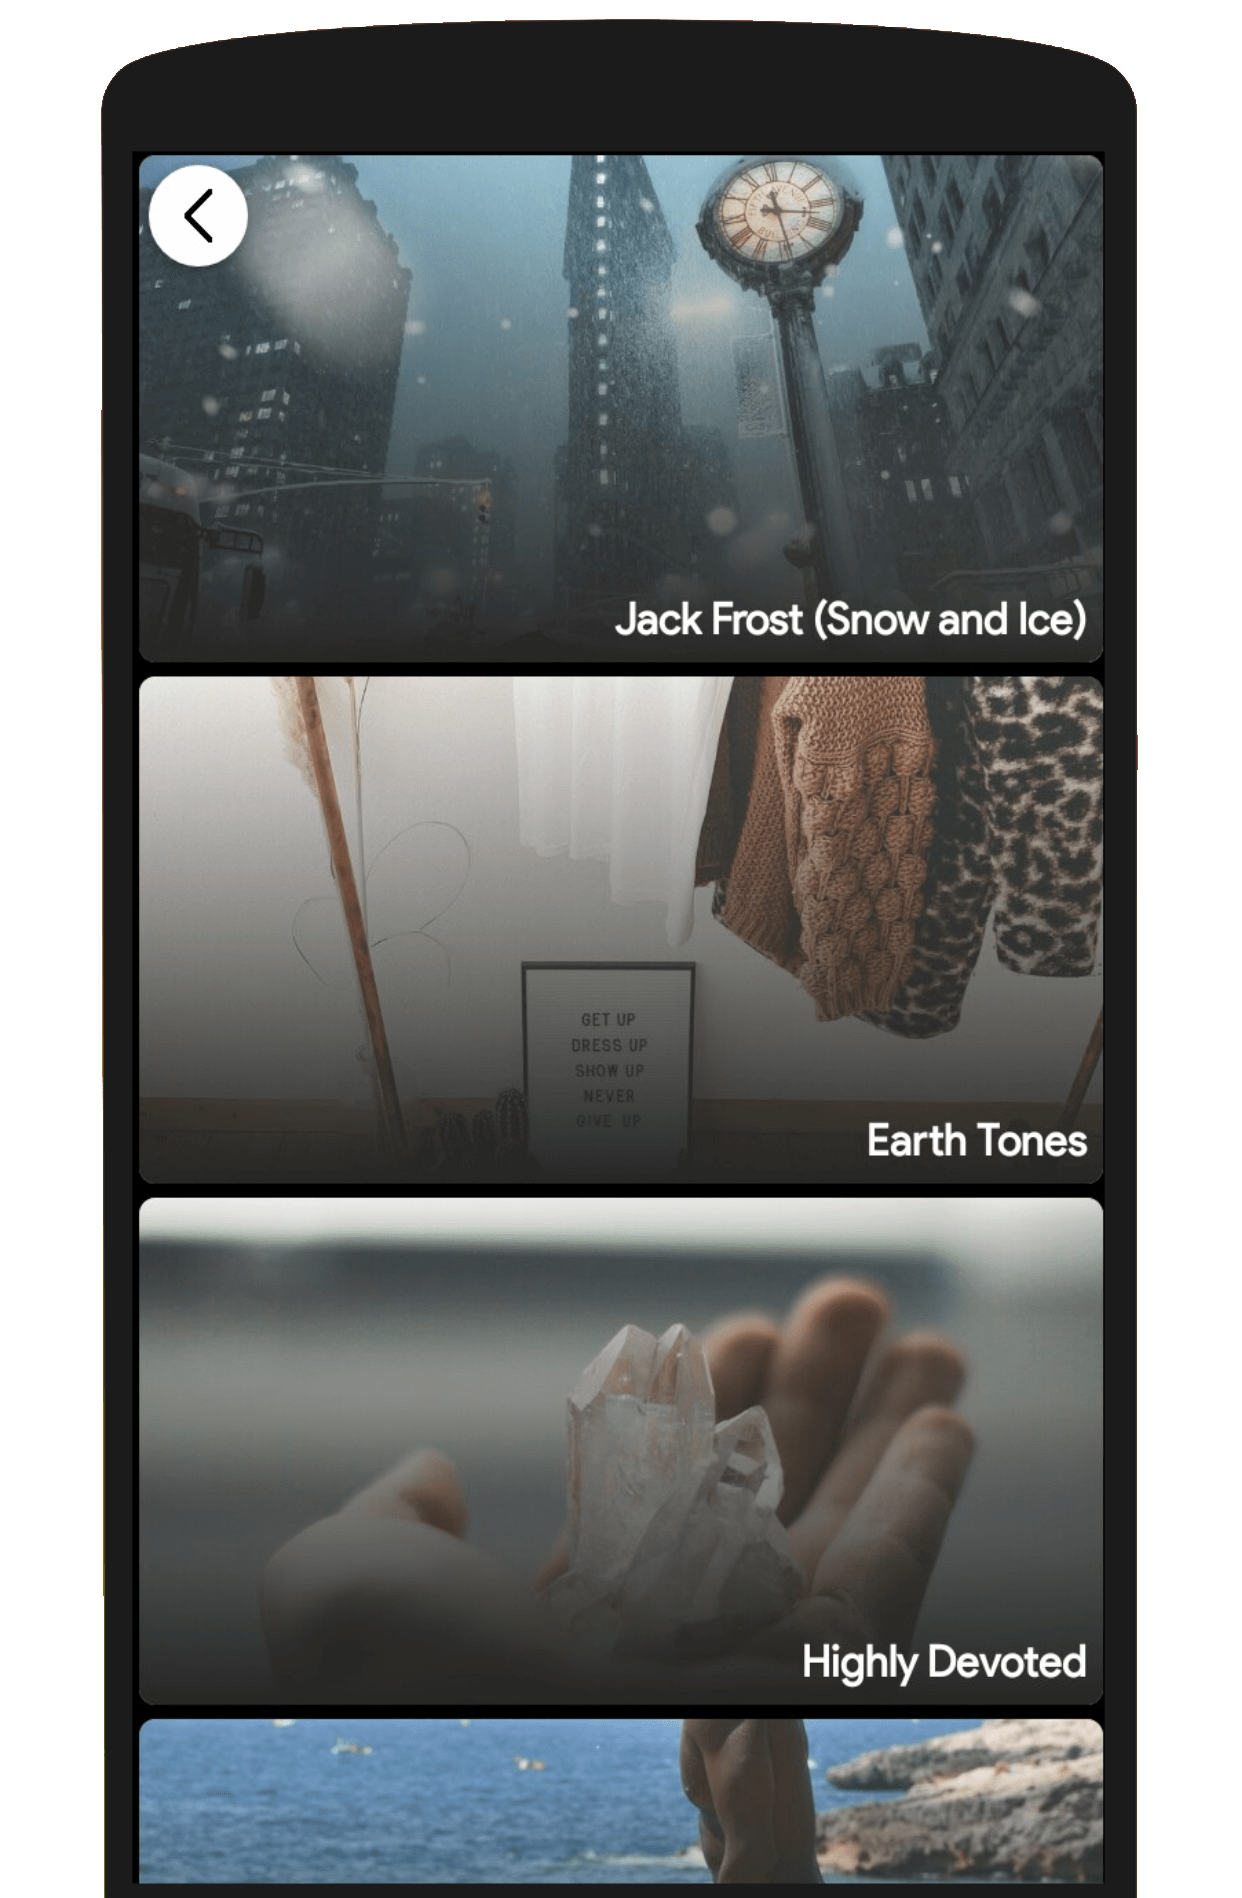 Jack Frost (Snow and Ice)
GET UP
DRESS UP
SHOW UP
NEVER
GIVE UP
Earth Tones
Highly Devoted